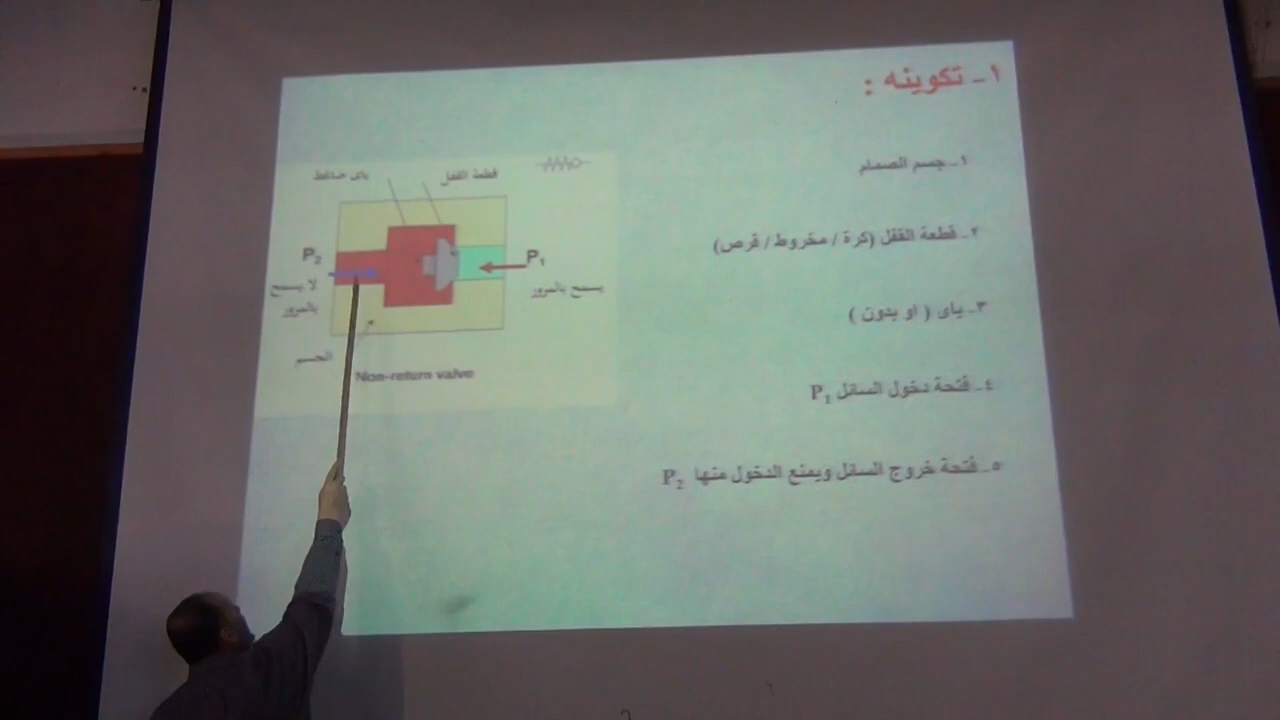 ١- تكوينه :
١- جسم الصمام
٢- قطعة القفل (كرة / مخروط / قرص)
٣- ياى ( او بدون )
٤- فتحة دخول السائل P1
٥- فتحة خروج السائل ويمنع الدخول منها P2
قطعة القفل
ياى ضاغط
P1
يسمح بالمرور
P2
لا يسمح
بالمرور
الجسم
Non-return valve